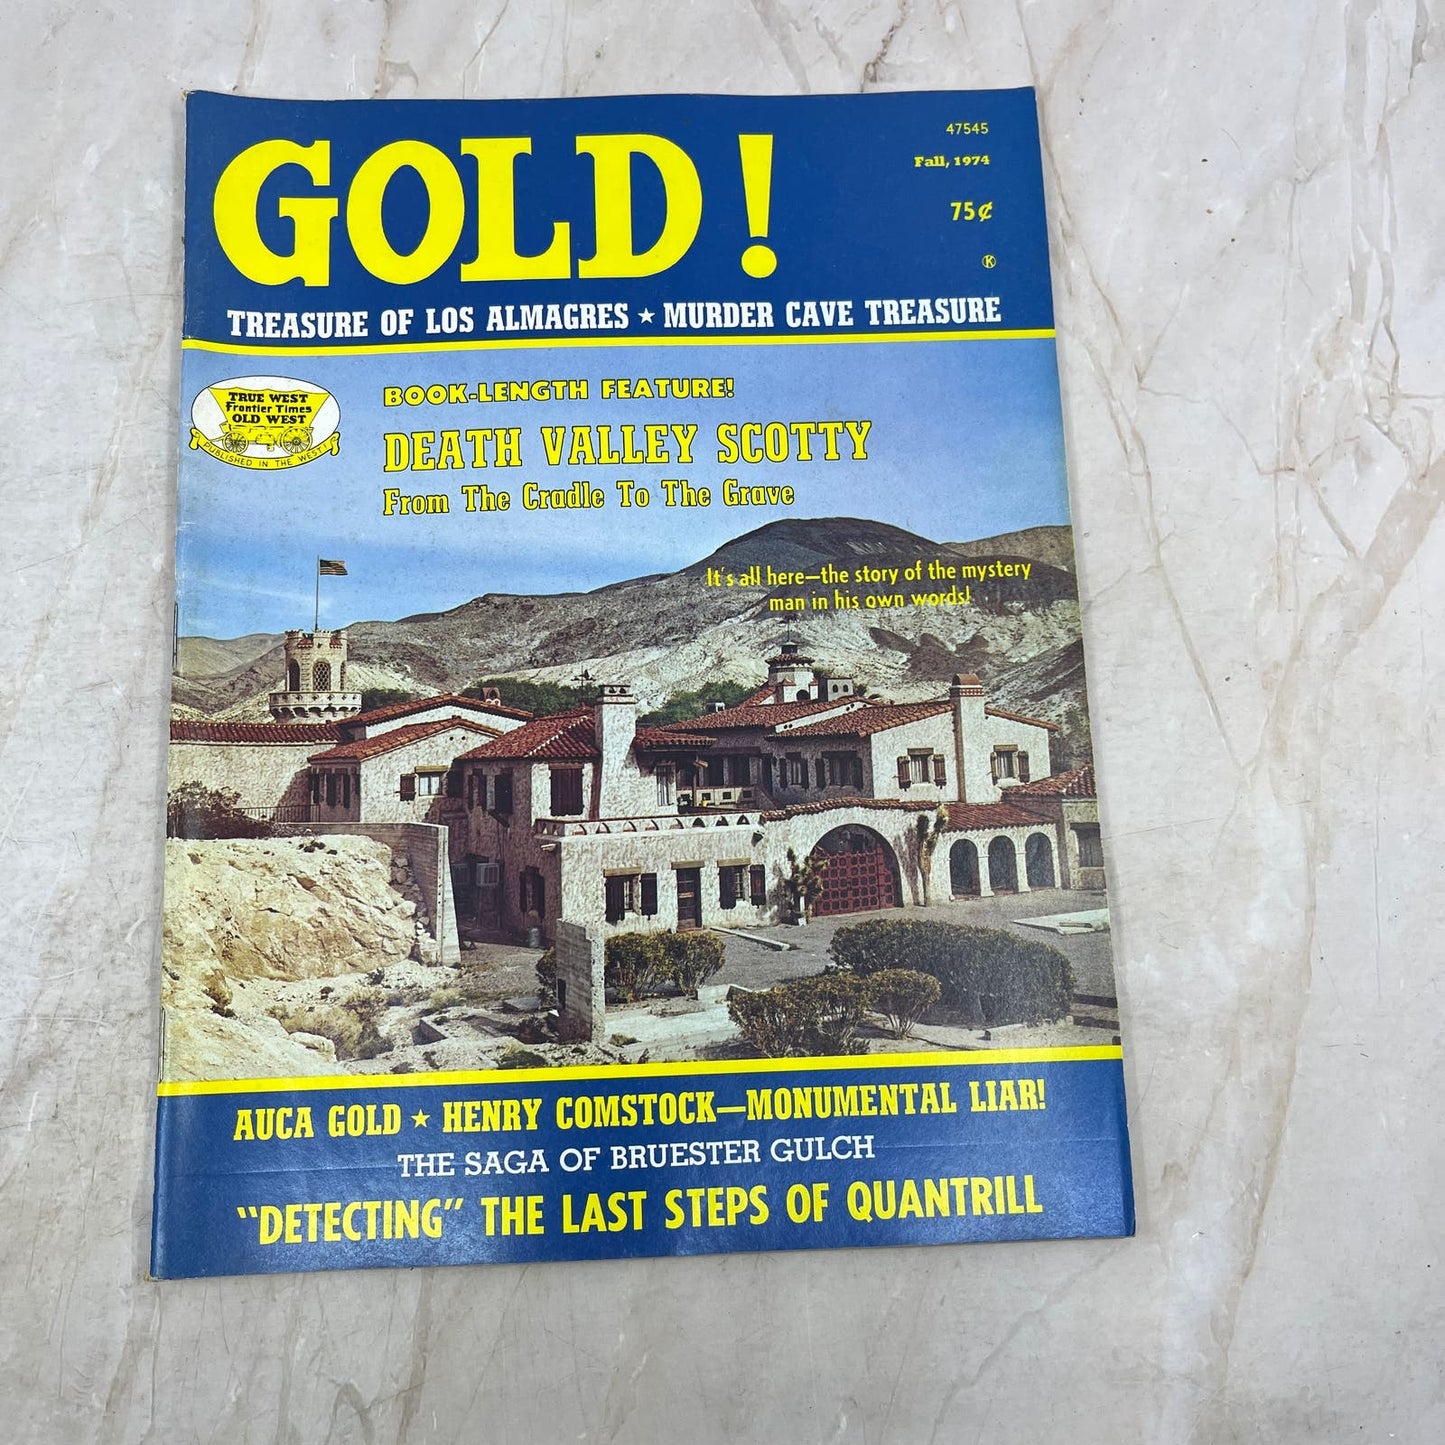 47545
Fall, 1974
75¢
K
GOLD!
TREASURE OF LOS ALMAGRES ★ MURDER CAVE TREASURE
TRUE WEST
Frontier Times
OLD WEST
PUBLISHED IN THE WEST!
BOOK-LENGTH FEATURE!
DEATH VALLEY SCOTTY
From The Cradle To The Grave
It's all here—the story of the mystery
man in his own words!
AUCA GOLD ★ HENRY COMSTOCK—MONUMENTAL LIAR!
THE SAGA OF BRUESTER GULCH
"DETECTING" THE LAST STEPS OF QUANTRILL